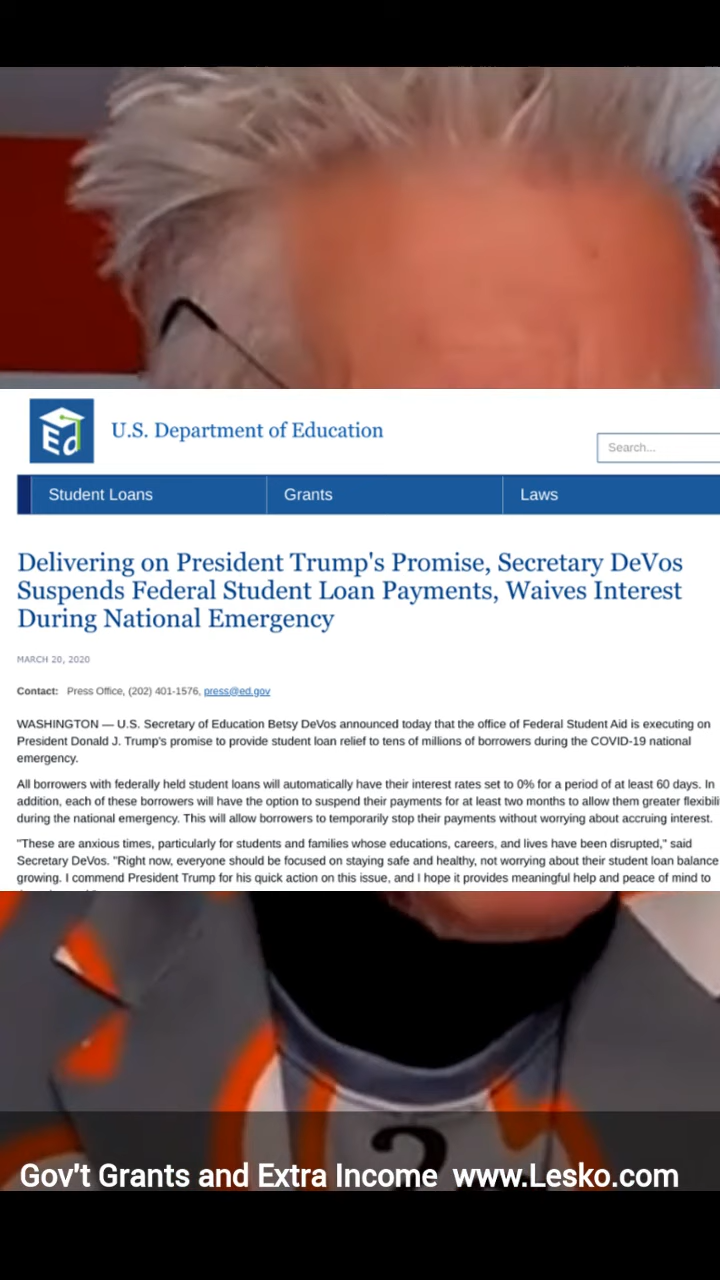 Ed
U.S. Department of Education
Search...
Student Loans
Grants
Laws
Delivering on President Trump's Promise, Secretary DeVos
Suspends Federal Student Loan Payments, Waives Interest
During National Emergency
MARCH 20, 2020
Contact: Press Office, (202) 401-1576, press@ed.gov
WASHINGTON — U.S. Secretary of Education Betsy DeVos announced today that the office of Federal Student Aid is executing on
President Donald J. Trump's promise to provide student loan relief to tens of millions of borrowers during the COVID-19 national
emergency.
All borrowers with federally held student loans will automatically have their interest rates set to 0% for a period of at least 60 days. In
addition, each of these borrowers will have the option to suspend their payments for at least two months to allow them greater flexibili
during the national emergency. This will allow borrowers to temporarily stop their payments without worrying about accruing interest.
"These are anxious times, particularly for students and families whose educations, careers, and lives have been disrupted," said
Secretary DeVos. "Right now, everyone should be focused on staying safe and healthy, not worrying about their student loan balance
growing. I commend President Trump for his quick action on this issue, and I hope it provides meaningful help and peace of mind to
?
Gov't Grants and Extra Income www.Lesko.com